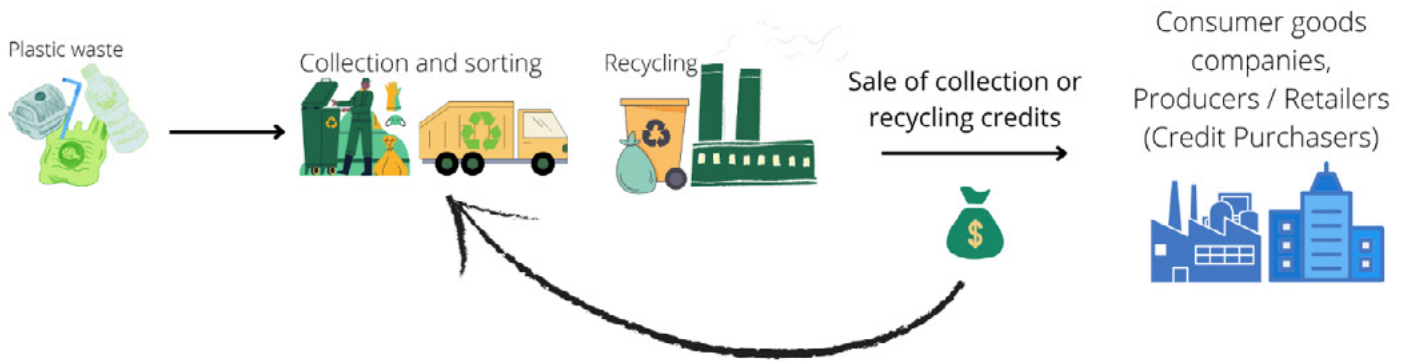 Plastic waste
Collection and sorting
Recycling
Sale of collection or
recycling credits
$
Consumer goods
companies,
Producers / Retailers
(Credit Purchasers)